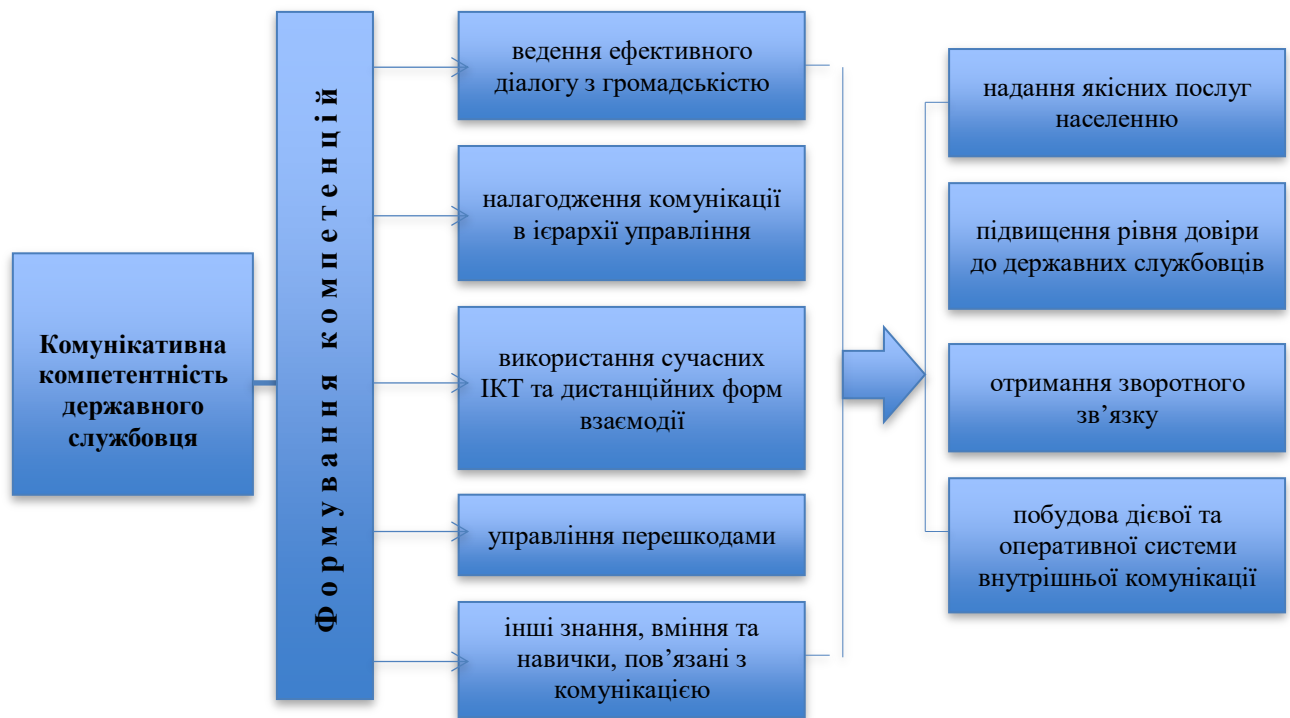 Комунікативна
компетентність
державного
службовця
Формування компетенцій
ведення ефективного
діалогу з громадськістю
налагодження комунікації
в ієрархії управління
використання сучасних
ІКТ та дистанційних форм
взаємодії
управління перешкодами
інші знання, вміння та
навички, пов’язані з
комунікацією
надання якісних послуг
населенню
підвищення рівня довіри
до державних службовців
отримання зворотного
зв’язку
побудова дієвої та
оперативної системи
внутрішньої комунікації